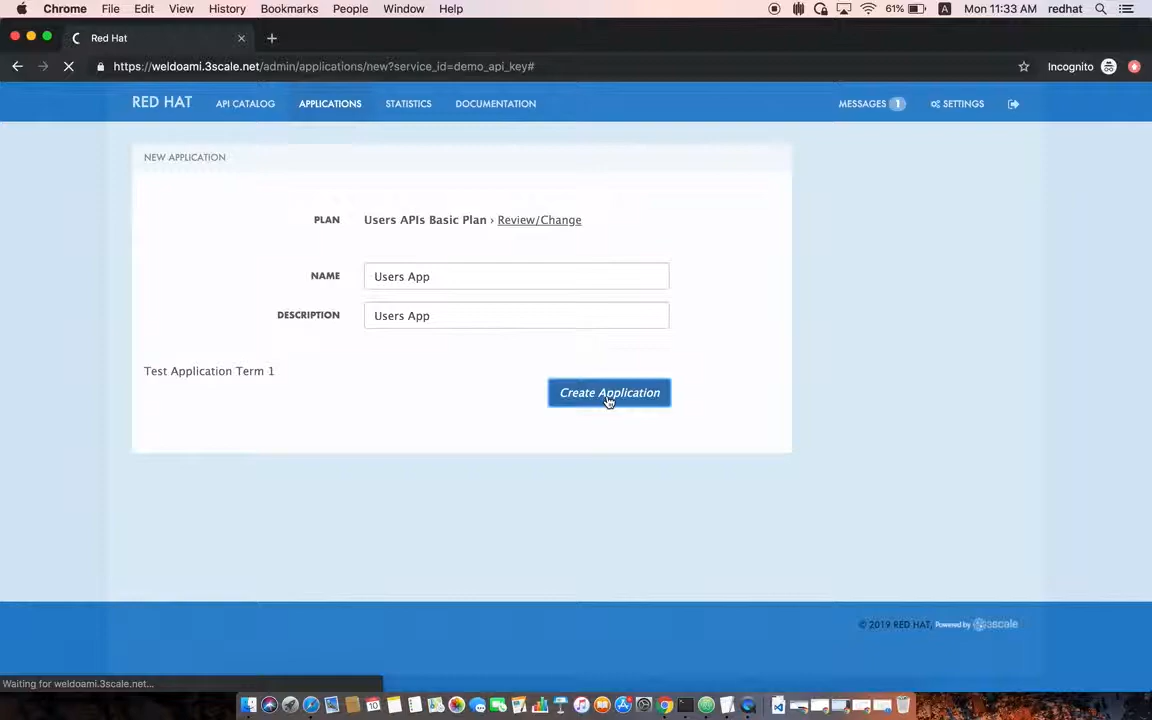 Chrome File Edit View History Bookmarks People Window Help 61% A Mon 11:33 AM redhat
Red Hat
https://weldoami.3scale.net/admin/applications/new?service_id=demo_api_key# Incognito
RED HAT API CATALOG APPLICATIONS STATISTICS DOCUMENTATION MESSAGES 1 SETTINGS
NEW APPLICATION
PLAN Users APIs Basic Plan › Review/Change
NAME Users App
DESCRIPTION Users App
Test Application Term 1
Create Application
© 2019 RED HAT, Powered by 3scale
Waiting for weldoami.3scale.net...